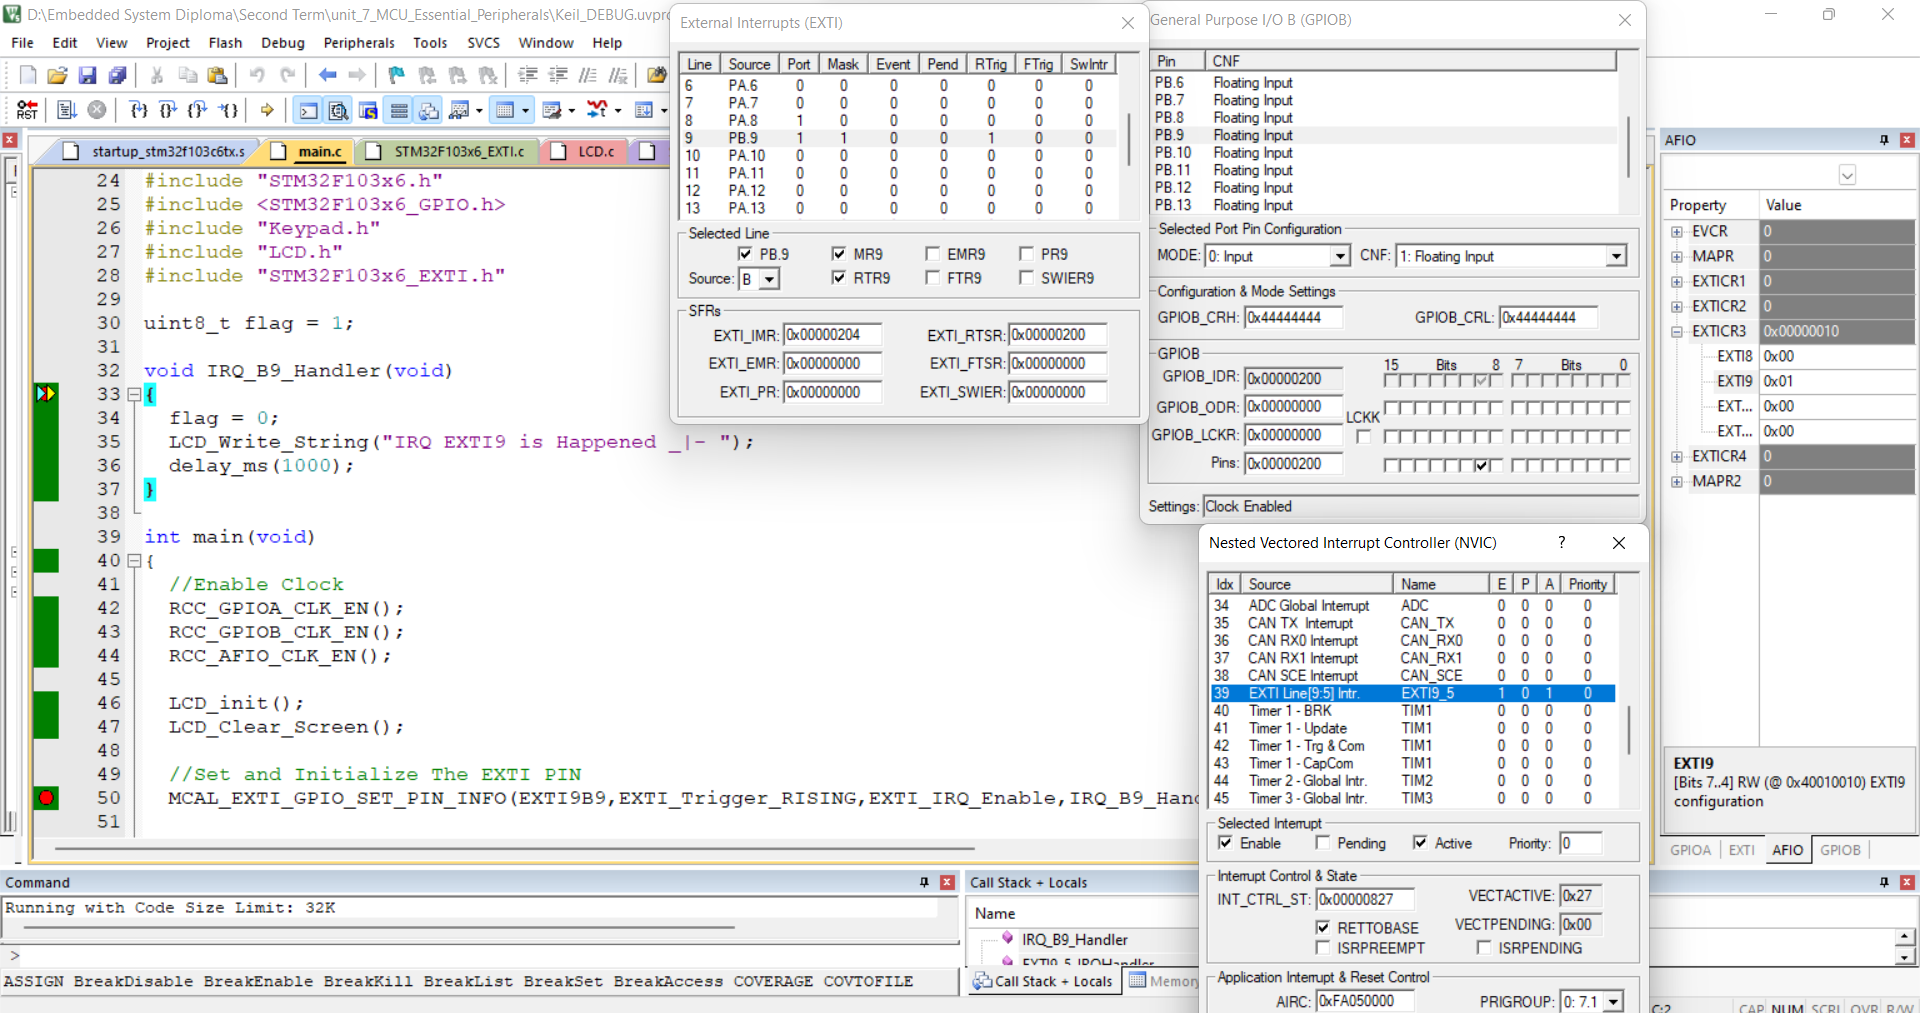 D:\Embedded System Diploma\Second Term\unit_7_MCU_Essential_Peripherals\Keil_DEBUG.uvpro
File Edit View Project Flash Debug Peripherals Tools SVCS Window Help
RST
startup_stm32f103c6tx.s main.c STM32F103x6_EXTI.c LCD.c
24 #include "STM32F103x6.h"
25 #include <STM32F103x6_GPIO.h>
26 #include "Keypad.h"
27 #include "LCD.h"
28 #include "STM32F103x6_EXTI.h"
29
30 uint8_t flag = 1;
31
32 void IRQ_B9_Handler(void)
33 {
34 flag = 0;
35 LCD_Write_String("IRQ EXTI9 is Happened _|- ");
36 delay_ms(1000);
37 }
38
39 int main(void)
40 {
41 //Enable Clock
42 RCC_GPIOA_CLK_EN();
43 RCC_GPIOB_CLK_EN();
44 RCC_AFIO_CLK_EN();
45
46 LCD_init();
47 LCD_Clear_Screen();
48
49 //Set and Initialize The EXTI PIN
50 MCAL_EXTI_GPIO_SET_PIN_INFO(EXTI9B9,EXTI_Trigger_RISING,EXTI_IRQ_Enable,IRQ_B9_Hand
51
External Interrupts (EXTI)
Line Source Port Mask Event Pend RTrig FTrig SwIntr
6 PA.6 0 0 0 0 0 0 0
7 PA.7 0 0 0 0 0 0 0
8 PA.8 1 0 0 0 0 0 0
9 PB.9 1 1 0 0 1 0 0
10 PA.10 0 0 0 0 0 0 0
11 PA.11 0 0 0 0 0 0 0
12 PA.12 0 0 0 0 0 0 0
13 PA.13 0 0 0 0 0 0 0
Selected Line
PB.9 MR9 EMR9 PR9
Source: B RTR9 FTR9 SWIER9
SFRs
EXTI_IMR: 0x00000204 EXTI_RTSR: 0x00000200
EXTI_EMR: 0x00000000 EXTI_FTSR: 0x00000000
EXTI_PR: 0x00000000 EXTI_SWIER: 0x00000000
General Purpose I/O B (GPIOB)
Pin CNF
PB.6 Floating Input
PB.7 Floating Input
PB.8 Floating Input
PB.9 Floating Input
PB.10 Floating Input
PB.11 Floating Input
PB.12 Floating Input
PB.13 Floating Input
Selected Port Pin Configuration
MODE: 0: Input CNF: 1: Floating Input
Configuration & Mode Settings
GPIOB_CRH: 0x44444444 GPIOB_CRL: 0x44444444
GPIOB
15 Bits 8 7 Bits 0
GPIOB_IDR: 0x00000200
GPIOB_ODR: 0x00000000 LCKK
GPIOB_LCKR: 0x00000000
Pins: 0x00000200
Settings: Clock Enabled
Nested Vectored Interrupt Controller (NVIC) ?
Idx Source Name E P A Priority
34 ADC Global Interrupt ADC 0 0 0 0
35 CAN TX Interrupt CAN_TX 0 0 0 0
36 CAN RX0 Interrupt CAN_RX0 0 0 0 0
37 CAN RX1 Interrupt CAN_RX1 0 0 0 0
38 CAN SCE Interrupt CAN_SCE 0 0 0 0
39 EXTI Line[9:5] Intr. EXTI9_5 1 0 1 0
40 Timer 1 - BRK TIM1 0 0 0 0
41 Timer 1 - Update TIM1 0 0 0 0
42 Timer 1 - Trg & Com TIM1 0 0 0 0
43 Timer 1 - CapCom TIM1 0 0 0 0
44 Timer 2 - Global Intr. TIM2 0 0 0 0
45 Timer 3 - Global Intr. TIM3 0 0 0 0
Selected Interrupt
Enable Pending Active Priority: 0
Interrupt Control & State
INT_CTRL_ST: 0x00000827 VECTACTIVE: 0x27
RETTOBASE VECTPENDING: 0x00
ISRPREEMPT ISRPENDING
Application Interrupt & Reset Control
AIRC: 0xFA050000 PRIGROUP: 0: 7.1
AFIO
Property Value
EVCR 0
MAPR 0
EXTICR1 0
EXTICR2 0
EXTICR3 0x00000010
EXTI8 0x00
EXTI9 0x01
EXT... 0x00
EXT... 0x00
EXTICR4 0
MAPR2 0
EXTI9
[Bits 7..4] RW (@ 0x40010010) EXTI9
configuration
GPIOA EXTI AFIO GPIOB
Command
Running with Code Size Limit: 32K
>
ASSIGN BreakDisable BreakEnable BreakKill BreakList BreakSet BreakAccess COVERAGE COVTOFILE
Call Stack + Locals
Name
IRQ_B9_Handler
EXTI9_5_IRQHandler
Call Stack + Locals Memory
C:2 CAP NUM SCRL OVR R/W